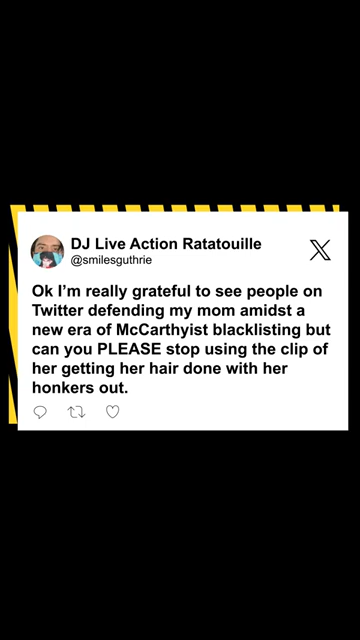 DJ Live Action Ratatouille
@smilesguthrie
Ok I'm really grateful to see people on
Twitter defending my mom amidst a
new era of McCarthyist blacklisting but
can you PLEASE stop using the clip of
her getting her hair done with her
honkers out.